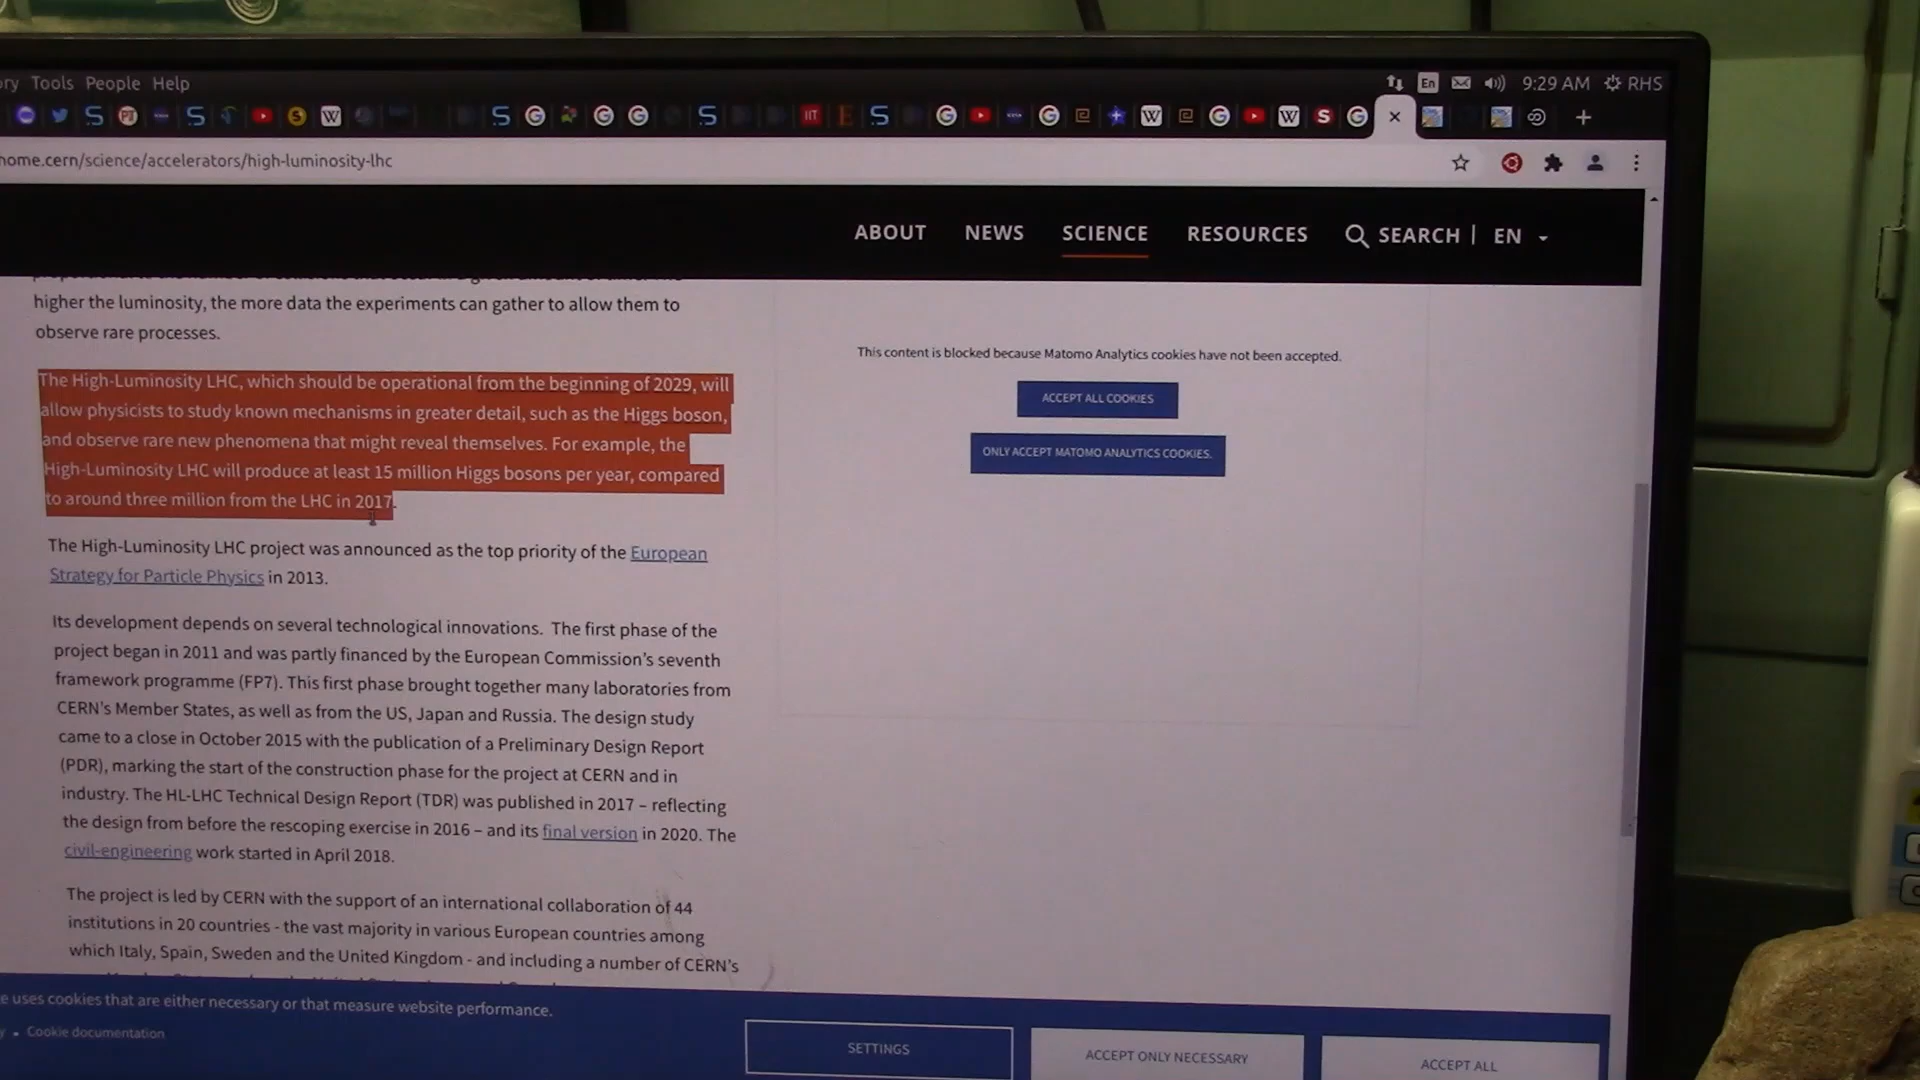 ory Tools People Help
En
9:29 AM RHS
home.cern/science/accelerators/high-luminosity-lhc
ABOUT NEWS SCIENCE RESOURCES SEARCH | EN
higher the luminosity, the more data the experiments can gather to allow them to
observe rare processes.
The High-Luminosity LHC, which should be operational from the beginning of 2029, will
allow physicists to study known mechanisms in greater detail, such as the Higgs boson,
and observe rare new phenomena that might reveal themselves. For example, the
High-Luminosity LHC will produce at least 15 million Higgs bosons per year, compared
to around three million from the LHC in 2017.
The High-Luminosity LHC project was announced as the top priority of the European
Strategy for Particle Physics in 2013.
Its development depends on several technological innovations. The first phase of the
project began in 2011 and was partly financed by the European Commission's seventh
framework programme (FP7). This first phase brought together many laboratories from
CERN's Member States, as well as from the US, Japan and Russia. The design study
came to a close in October 2015 with the publication of a Preliminary Design Report
(PDR), marking the start of the construction phase for the project at CERN and in
industry. The HL-LHC Technical Design Report (TDR) was published in 2017 – reflecting
the design from before the rescoping exercise in 2016 – and its final version in 2020. The
civil-engineering work started in April 2018.
The project is led by CERN with the support of an international collaboration of 44
institutions in 20 countries - the vast majority in various European countries among
which Italy, Spain, Sweden and the United Kingdom - and including a number of CERN's
This content is blocked because Matomo Analytics cookies have not been accepted.
ACCEPT ALL COOKIES
ONLY ACCEPT MATOMO ANALYTICS COOKIES.
e uses cookies that are either necessary or that measure website performance.
y • Cookie documentation
SETTINGS
ACCEPT ONLY NECESSARY
ACCEPT ALL